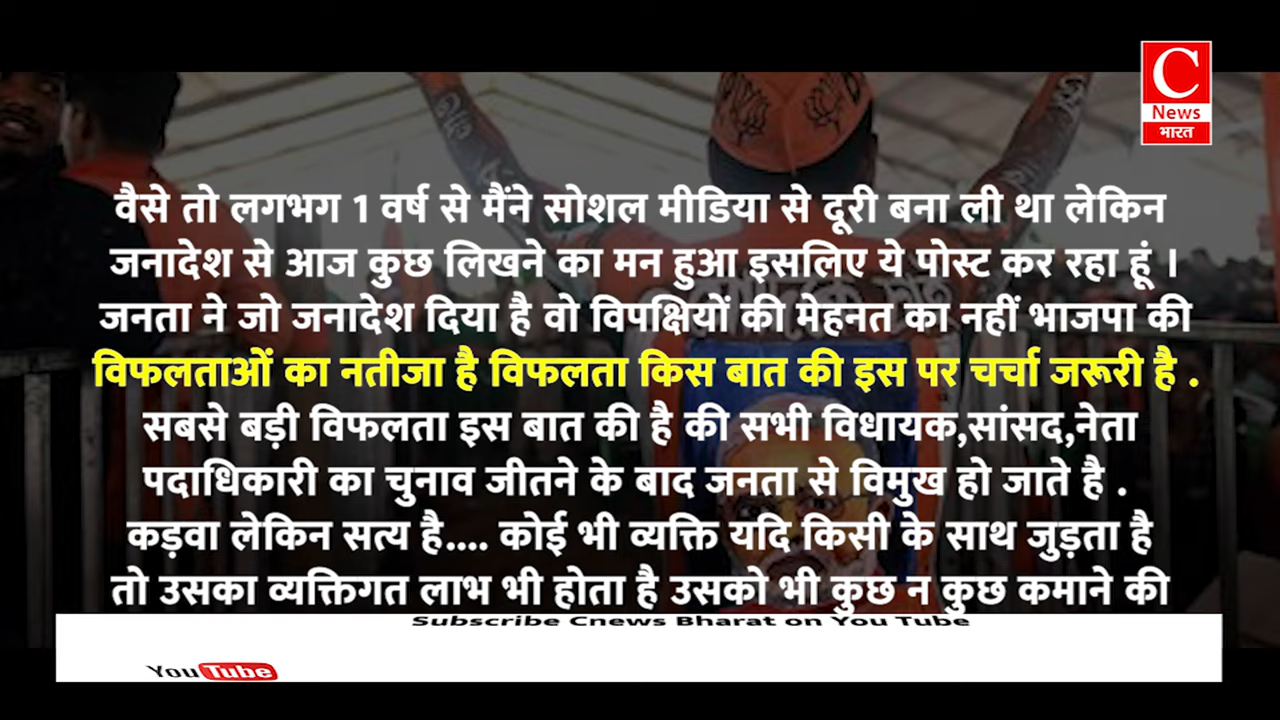 C
News
भारत
वैसे तो लगभग 1 वर्ष से मैंने सोशल मीडिया से दूरी बना ली था लेकिन
जनादेश से आज कुछ लिखने का मन हुआ इसलिए ये पोस्ट कर रहा हूं ।
जनता ने जो जनादेश दिया है वो विपक्षियों की मेहनत का नहीं भाजपा की
विफलताओं का नतीजा है विफलता किस बात की इस पर चर्चा जरूरी है .
सबसे बड़ी विफलता इस बात की है की सभी विधायक,सांसद,नेता
पदाधिकारी का चुनाव जीतने के बाद जनता से विमुख हो जाते है .
कड़वा लेकिन सत्य है.... कोई भी व्यक्ति यदि किसी के साथ जुड़ता है
तो उसका व्यक्तिगत लाभ भी होता है उसको भी कुछ न कुछ कमाने की
Subscribe Cnews Bharat on You Tube
YouTube